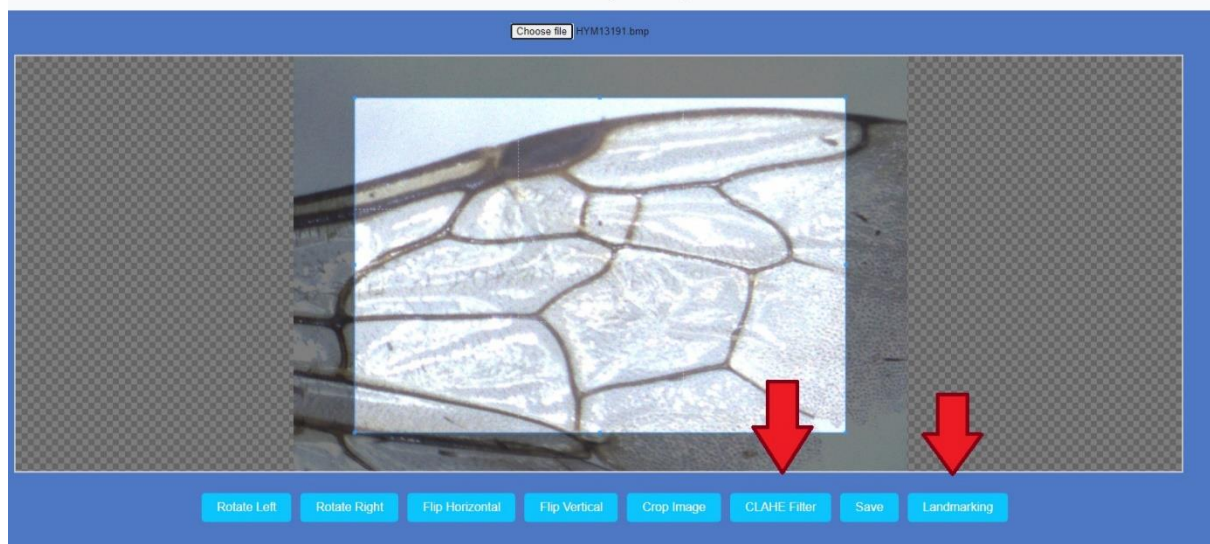 Choose file HYM13191.bmp
Rotate Left Rotate Right Flip Horizontal Flip Vertical Crop Image CLAHE Filter Save Landmarking